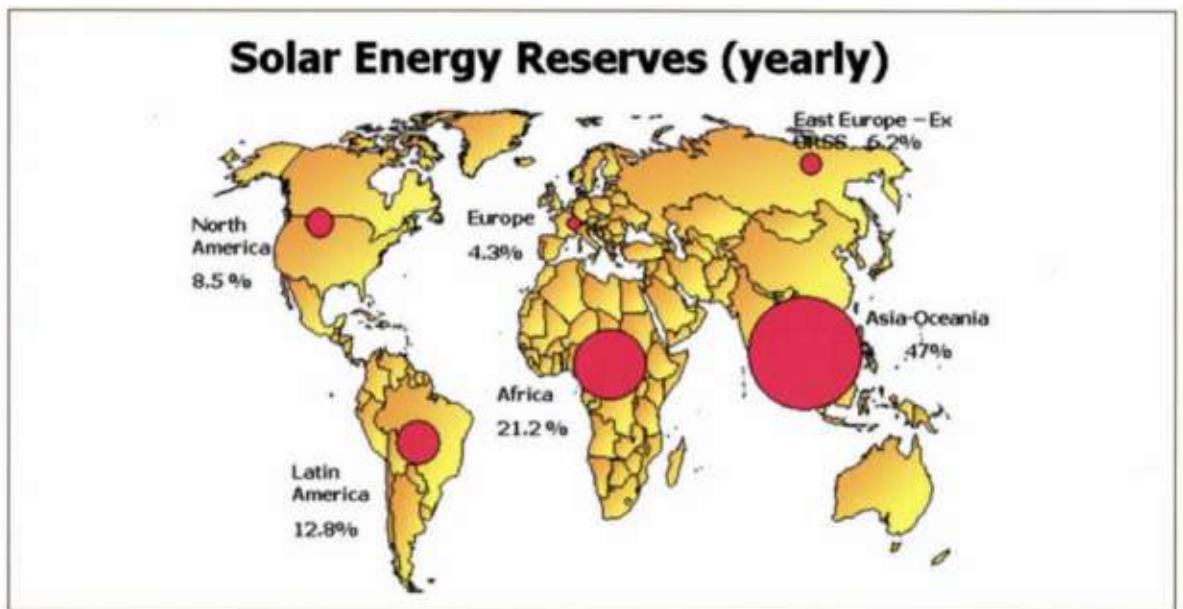 Solar Energy Reserves (yearly)
East Europe – Ex
URSS 6.2%
North
America
8.5 %
Europe
4.3%
Asia-Oceania
47%
Africa
21.2 %
Latin
America
12.8%